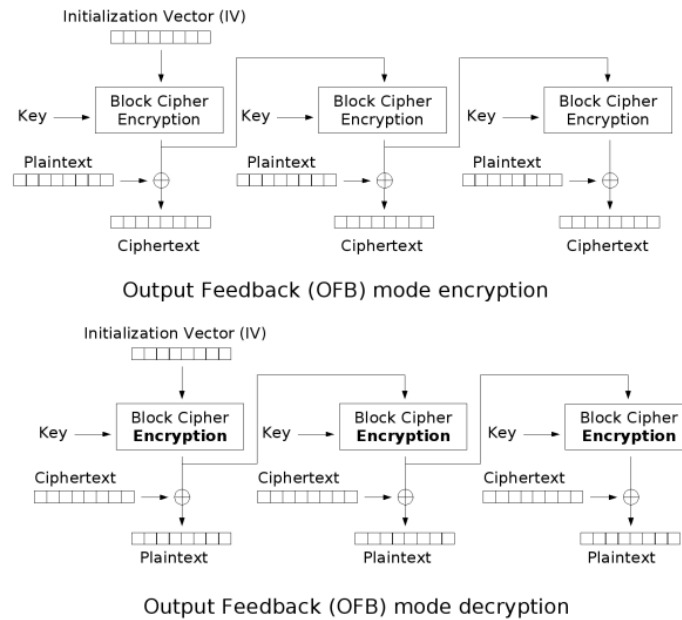 Initialization Vector (IV)
Block Cipher
Encryption
Block Cipher
Encryption
Block Cipher
Encryption
Key
Key
Key
Plaintext
Plaintext
Plaintext
Ciphertext
Ciphertext
Ciphertext
Output Feedback (OFB) mode encryption
Initialization Vector (IV)
Block Cipher
Encryption
Block Cipher
Encryption
Block Cipher
Encryption
Key
Key
Key
Ciphertext
Ciphertext
Ciphertext
Plaintext
Plaintext
Plaintext
Output Feedback (OFB) mode decryption